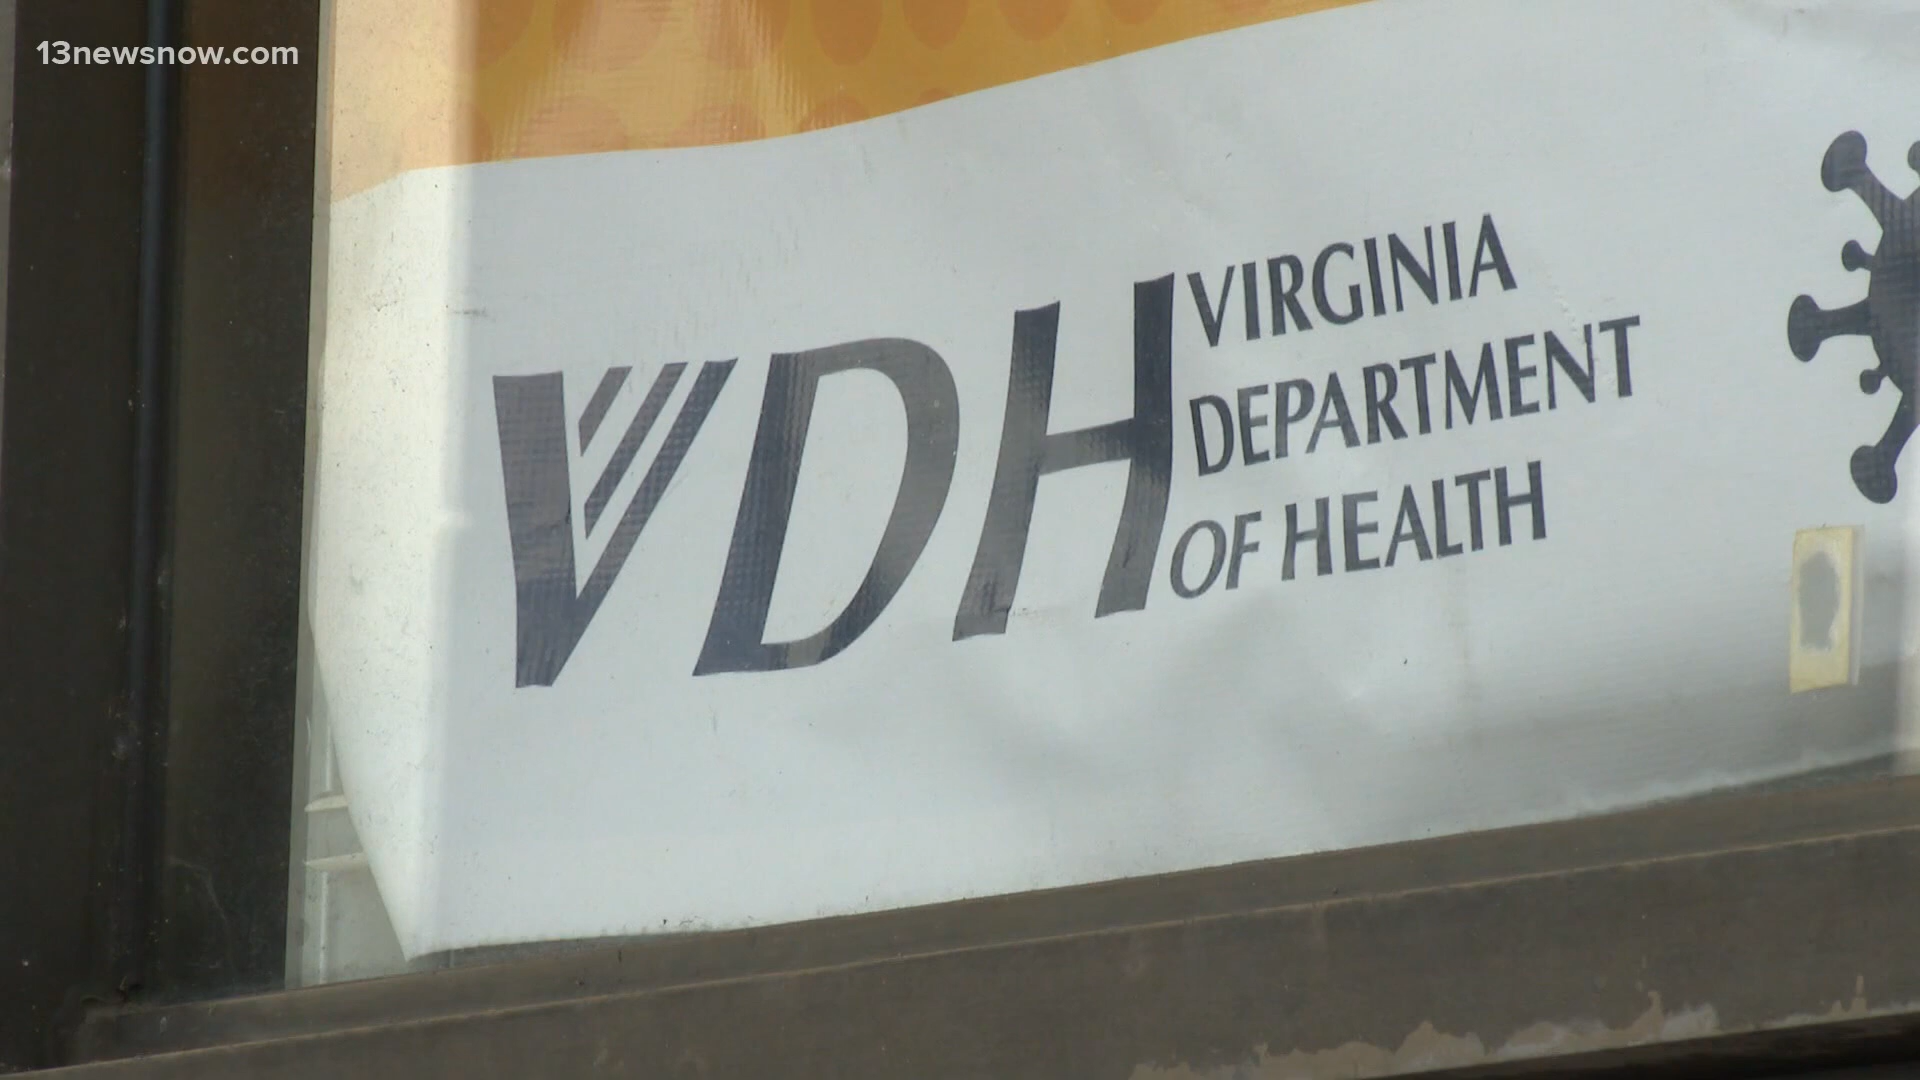 13newsnow.com
VDH
VIRGINIA
DEPARTMENT
OF HEALTH